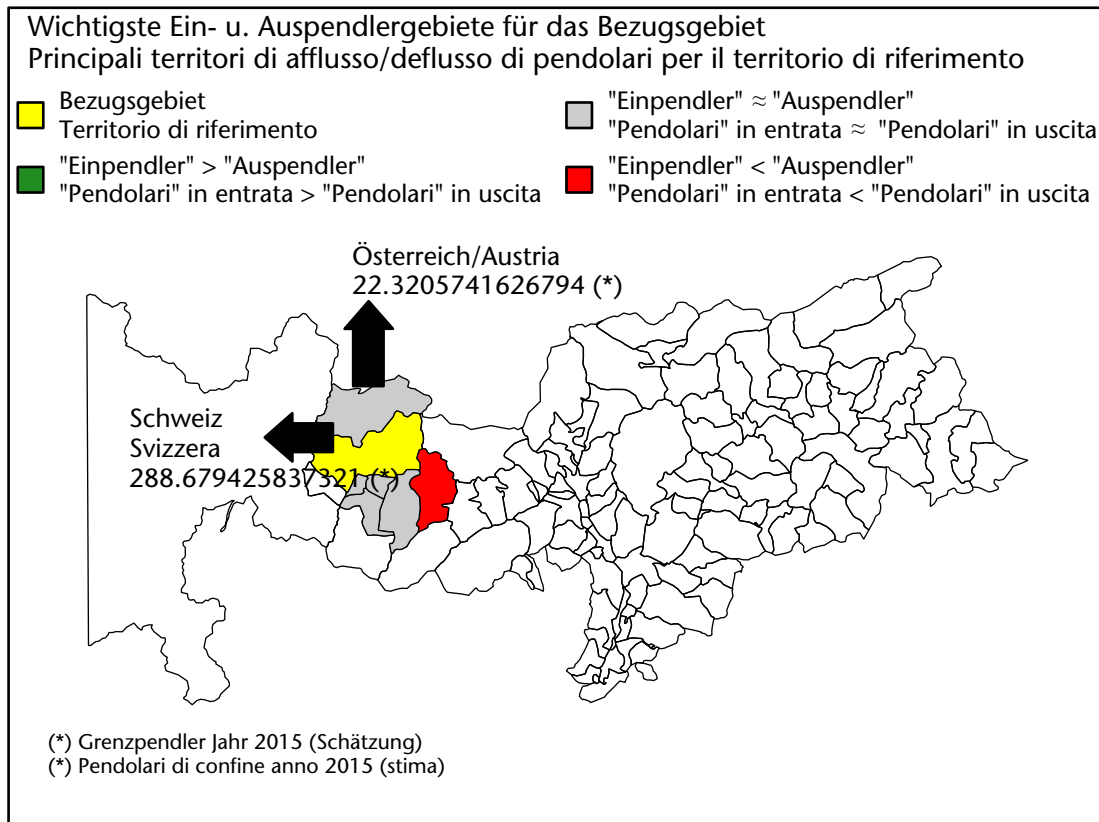 Wichtigste Ein- u. Auspendlergebiete für das Bezugsgebiet
Principali territori di afflusso/deflusso di pendolari per il territorio di riferimento
Bezugsgebiet
Territorio di riferimento
"Einpendler" > "Auspendler"
"Pendolari" in entrata > "Pendolari" in uscita
"Einpendler" ≈ "Auspendler"
"Pendolari" in entrata ≈ "Pendolari" in uscita
"Einpendler" < "Auspendler"
"Pendolari" in entrata < "Pendolari" in uscita
Österreich/Austria
22.3205741626794 (*)
Schweiz
Svizzera
288.679425837321 (*)
(*) Grenzpendler Jahr 2015 (Schätzung)
(*) Pendolari di confine anno 2015 (stima)